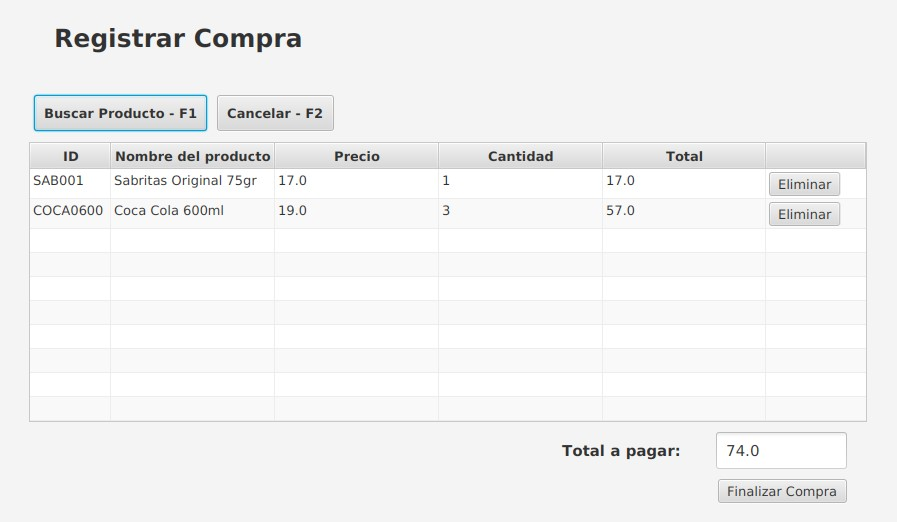 Registrar Compra
Buscar Producto - F1 Cancelar - F2
ID Nombre del producto Precio Cantidad Total
SAB001 Sabritas Original 75gr 17.0 1 17.0 Eliminar
COCA0600 Coca Cola 600ml 19.0 3 57.0 Eliminar
Total a pagar: 74.0
Finalizar Compra